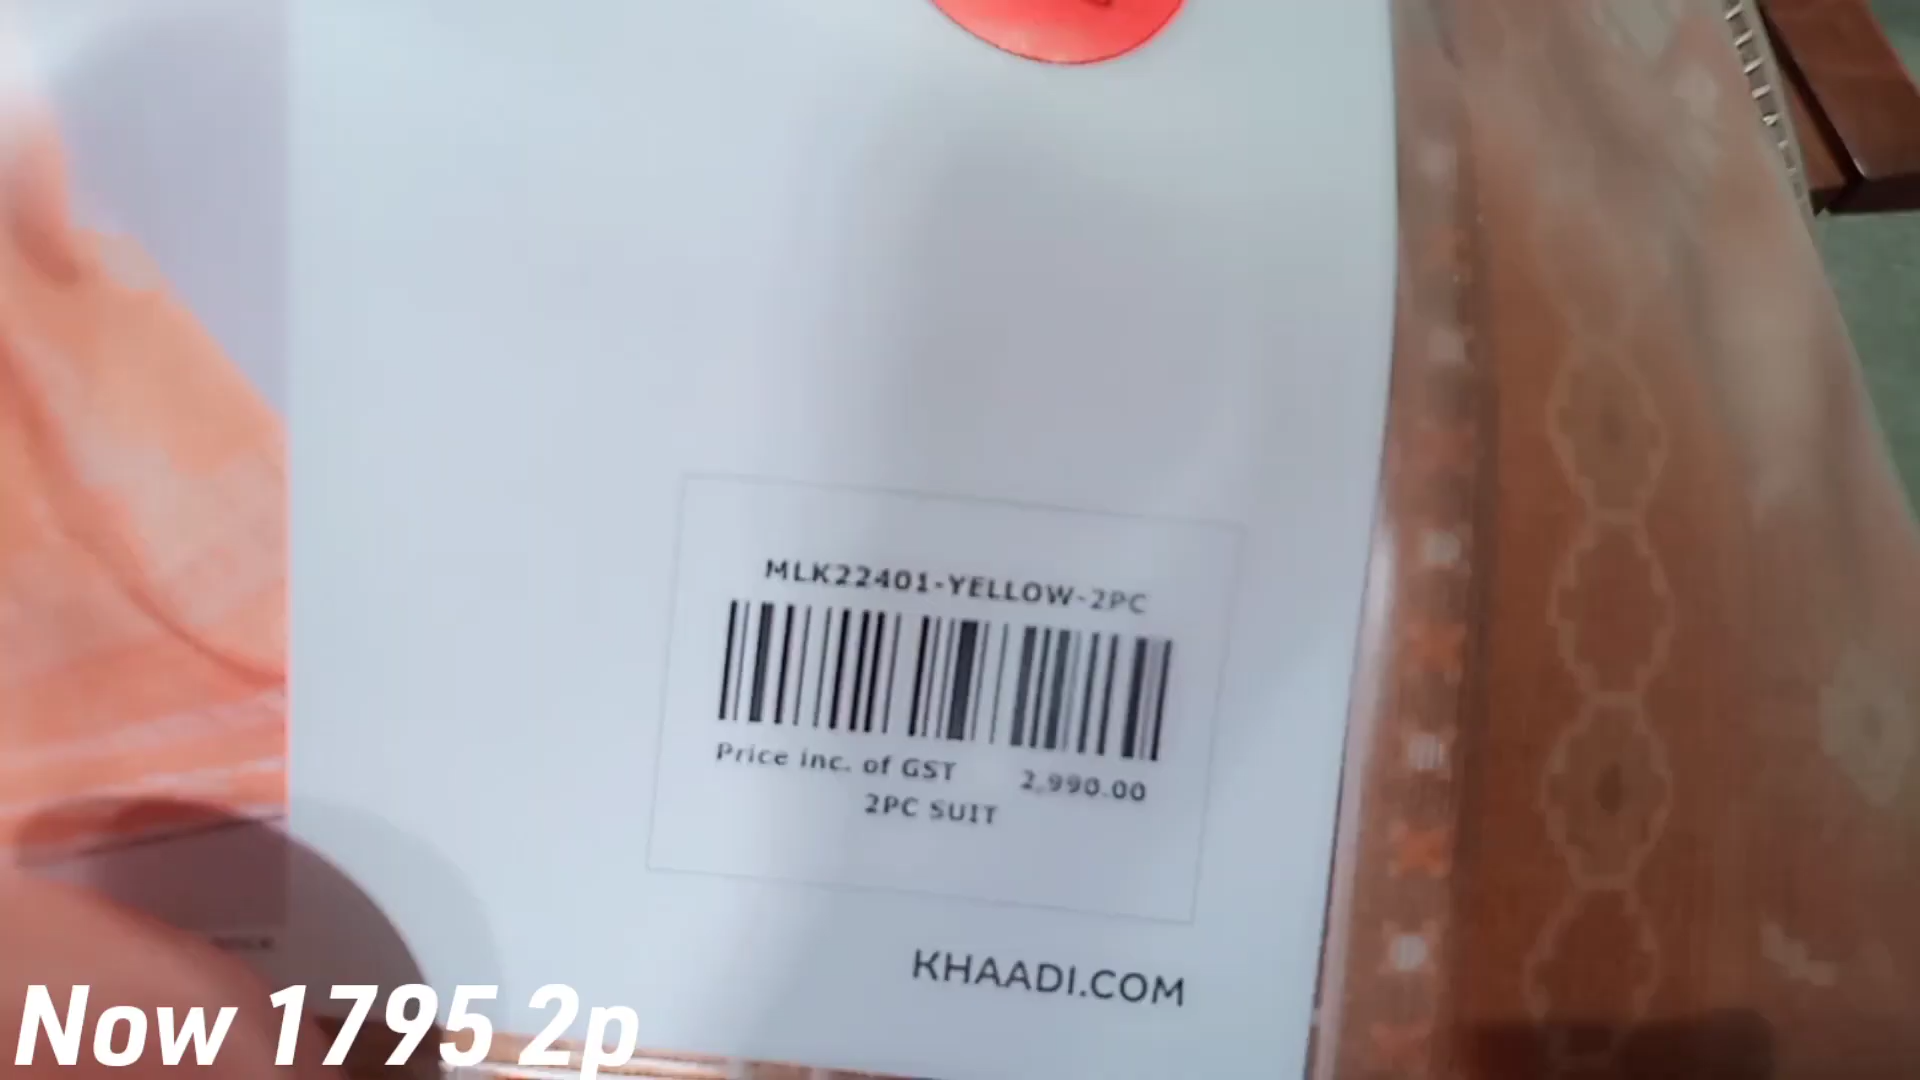 MLK22401-YELLOW-2PC
Price inc. of GST 2,990.00
2PC SUIT
KHAADI.COM
Now 1795 2p